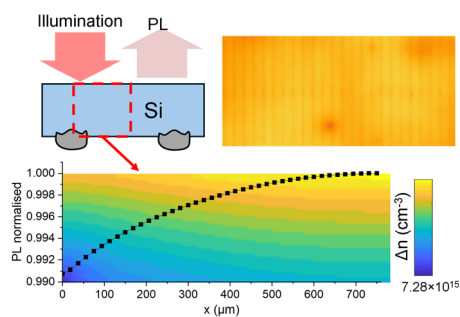 Illumination
PL
Si
1.000
0.998
0.996
0.994
0.992
0.990
PL normalised
0
100
200
300
400
500
600
700
x (µm)
Δn (cm⁻³)
7.28×10¹⁵